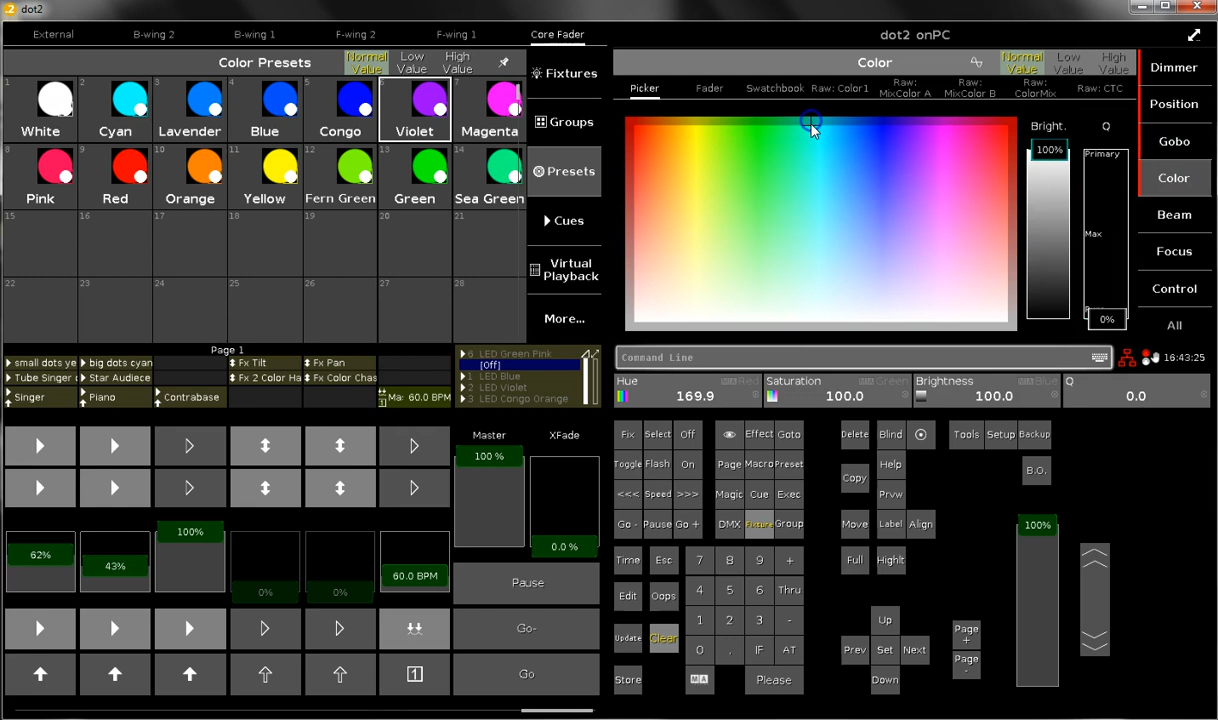 dot2
External B-wing 2 B-wing 1 F-wing 2 F-wing 1 Core Fader dot2 onPC
Color Presets Normal Value Low Value High Value
Color Normal Value Low Value High Value
1 White
2 Cyan
3 Lavender
4 Blue
5 Congo
6 Violet
7 Magenta
8 Pink
9 Red
10 Orange
11 Yellow
12 Fern Green
13 Green
14 Sea Green
15 16 17 18 19 20 21
22 23 24 25 26 27 28
Fixtures
Groups
Presets
Cues
Virtual Playback
More...
Picker Fader Swatchbook Raw: Color1 Raw: MixColor A Raw: MixColor B Raw: ColorMix Raw: CTC
Bright. Q
100% Primary
Max
0%
Dimmer
Position
Gobo
Color
Beam
Focus
Control
All
Page 1
small dots ye big dots cyan Fx Tilt Fx Pan
Tube Singer Star Audiece Fx 2 Color Ha Fx Color Chas
Singer Piano Contrabase Ma: 60.0 BPM
6 LED Green Pink
[Off]
1 LED Blue
2 LED Violet
3 LED Congo Orange
Command Line 16:43:25
Hue Red Saturation Green Brightness Blue Q
169.9 100.0 100.0 0.0
Master XFade
100 %
0.0 %
62% 43% 100% 0% 0% 60.0 BPM
Pause
Go-
Go
1
Fix Select Off Effect Goto Delete Blind Tools Setup Backup
Toggle Flash On Page Macro Preset Copy Help B.O.
<<< Speed >>> Magic Cue Exec Prvw
Go - Pause Go + DMX Fixture Group Move Label Align 100%
Time Esc 7 8 9 + Full Highlt
Edit Oops 4 5 6 Thru
Update Clear 1 2 3 - Up Page +
0 . IF AT Prev Set Next Page -
Store MA Please Down